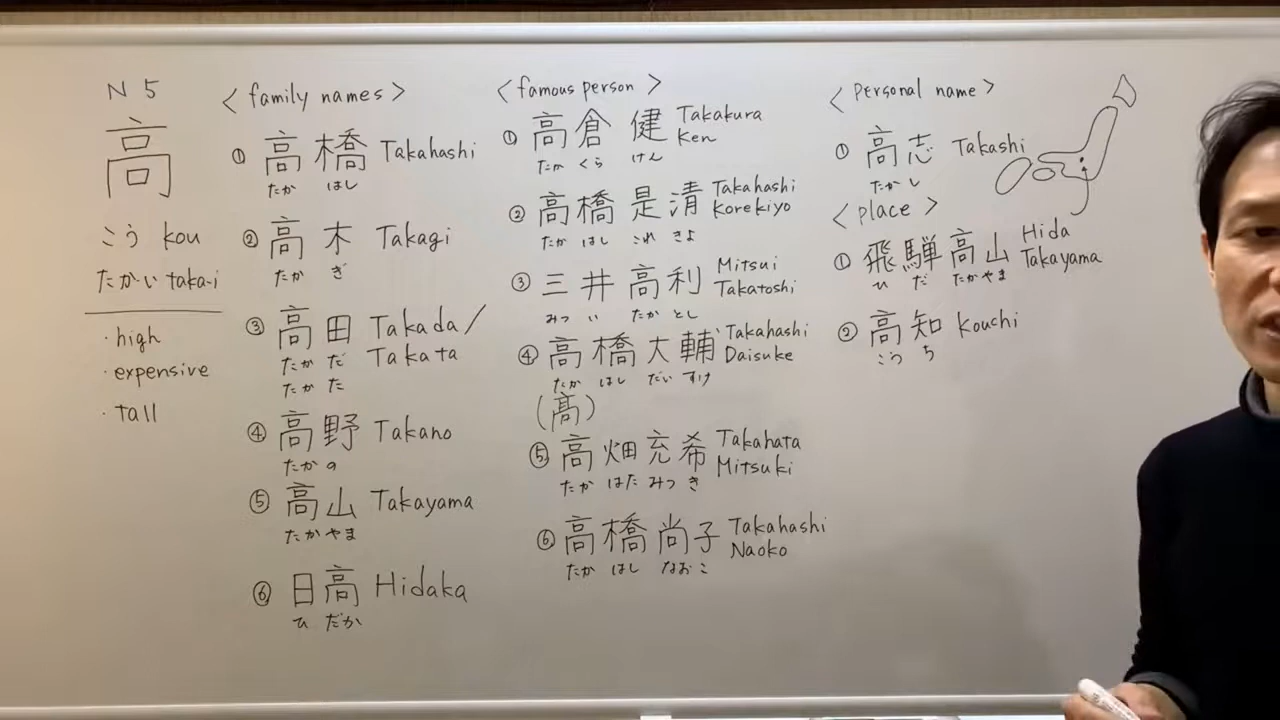 N5
高
こう kou
たかい taka-i
・high
・expensive
・tall
<family names>
① 高橋 Takahashi
たか はし
② 高木 Takagi
たか ぎ
③ 高田 Takada/
たか だ Takata
たか た
④ 高野 Takano
たか の
⑤ 高山 Takayama
たか やま
⑥ 日高 Hidaka
ひ だか
<famous person>
① 高倉 健 Takakura
Ken
たか くら けん
② 高橋 是清 Takahashi
Korekiyo
たか はし これ きよ
③ 三井 高利 Mitsui
Takatoshi
みつ い たか とし
④ 高橋 大輔 Takahashi
Daisuke
たか はし だい すけ
(髙)
⑤ 高畑 充希 Takahata
Mitsuki
たか はた みつ き
⑥ 高橋 尚子 Takahashi
Naoko
たか はし なお こ
<Personal name>
① 高志 Takashi
たか し
<place>
① 飛騨高山 Hida
Takayama
ひ だ たかやま
② 高知 Kouchi
こう ち